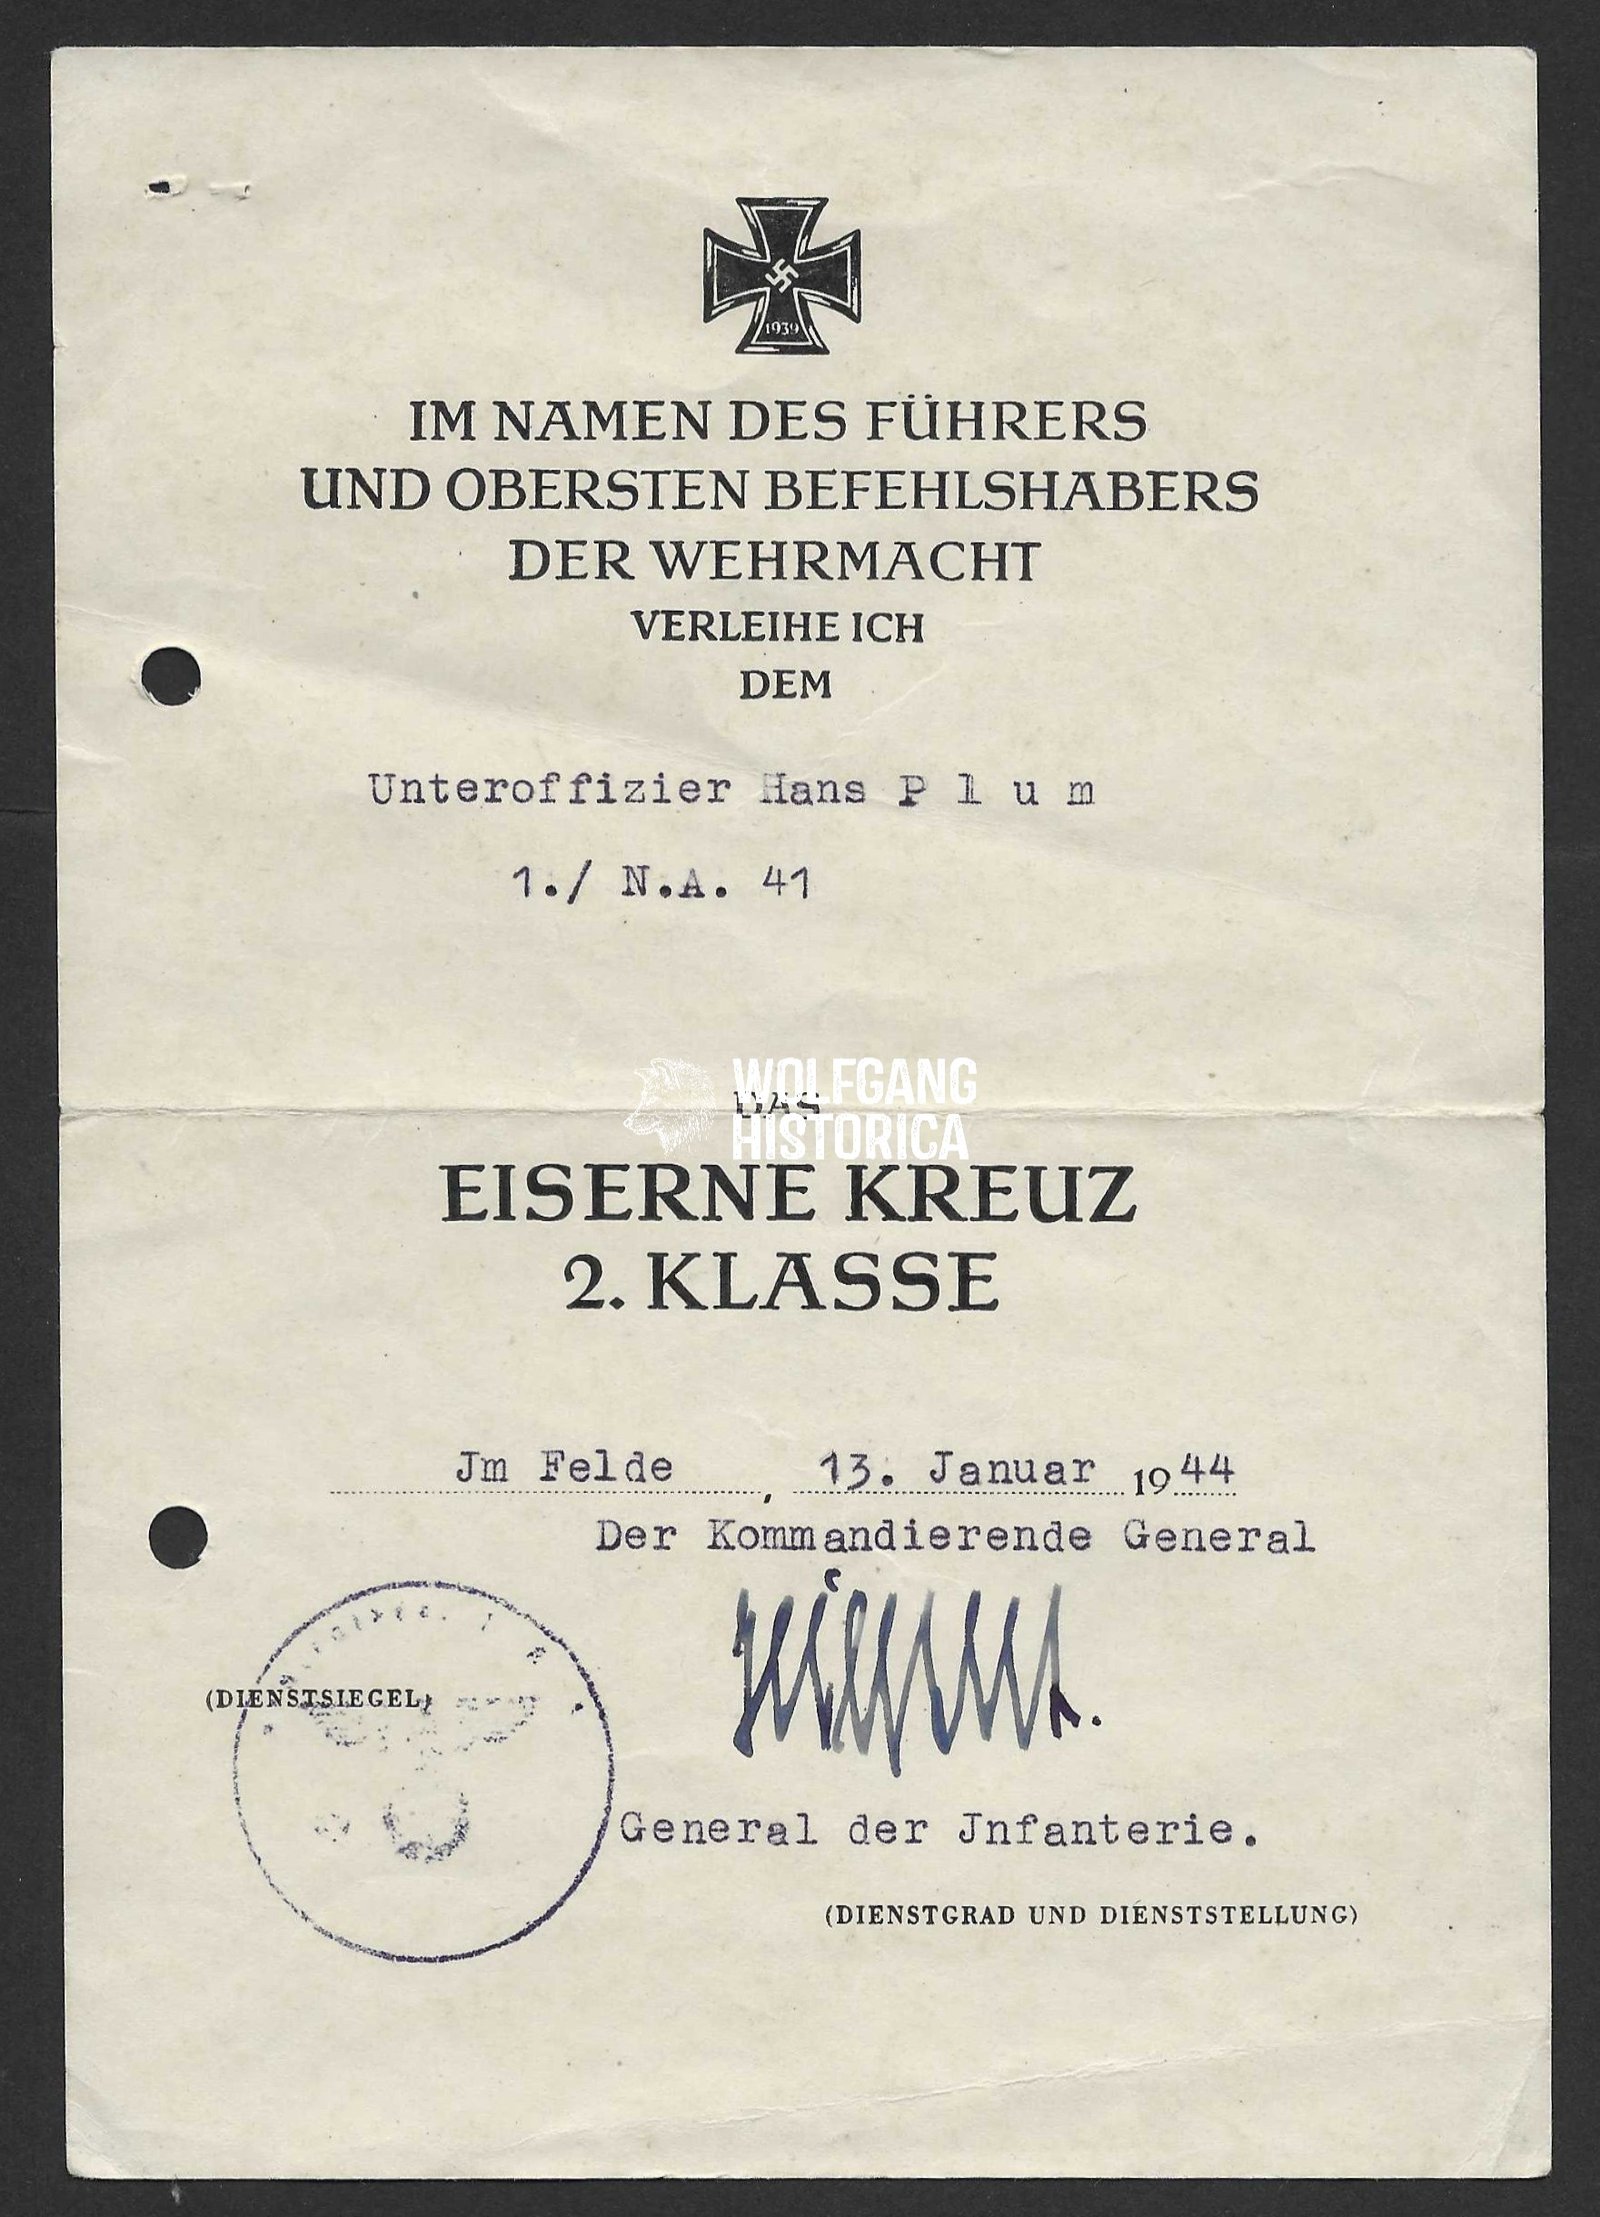 1939
IM NAMEN DES FÜHRERS
UND OBERSTEN BEFEHLSHABERS
DER WEHRMACHT
VERLEIHE ICH
DEM
Unteroffizier Hans P l u m
1./ N.A. 41
WOLFGANG
DAS
HISTORICA
EISERNE KREUZ
2. KLASSE
Jm Felde , 13. Januar 1944
Der Kommandierende General
(DIENSTSIEGEL)
General der Jnfanterie.
(DIENSTGRAD UND DIENSTSTELLUNG)